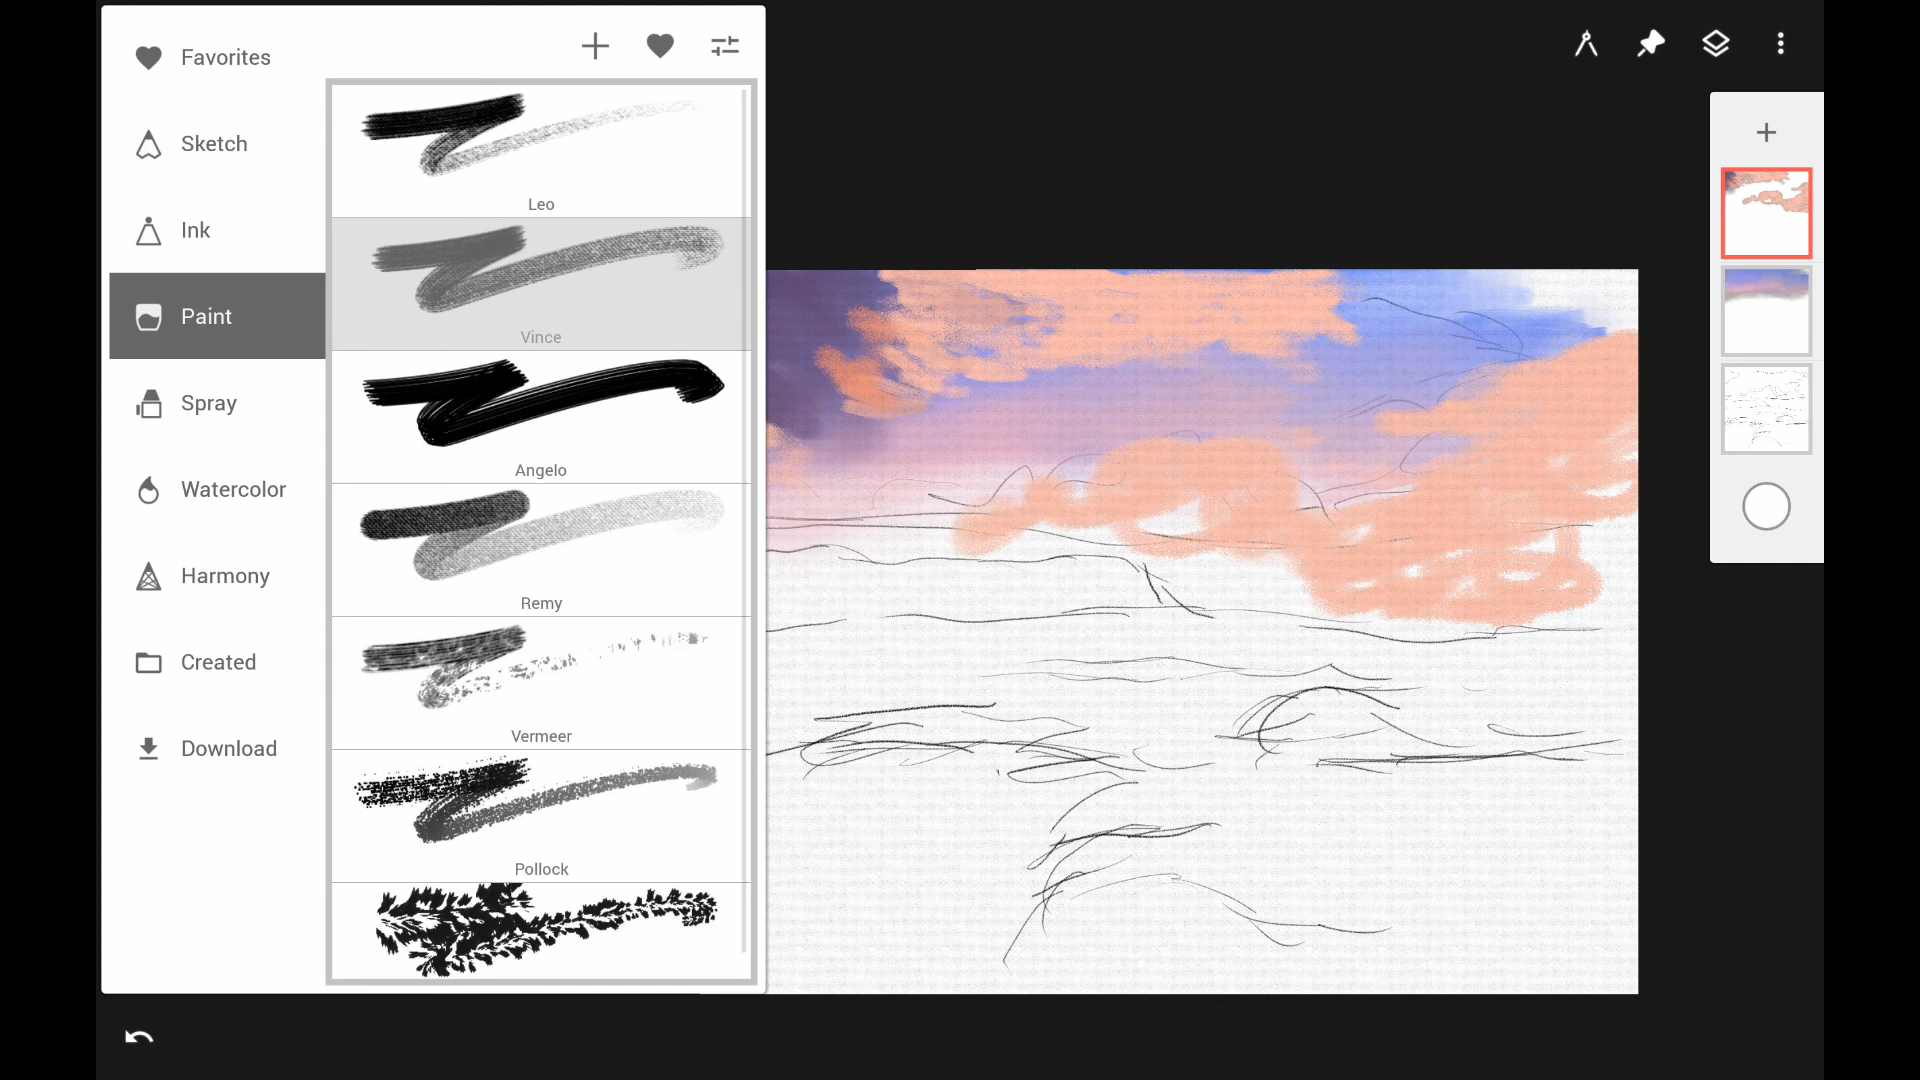 Favorites
Sketch
Ink
Paint
Spray
Watercolor
Harmony
Created
Download
Leo
Vince
Angelo
Remy
Vermeer
Pollock